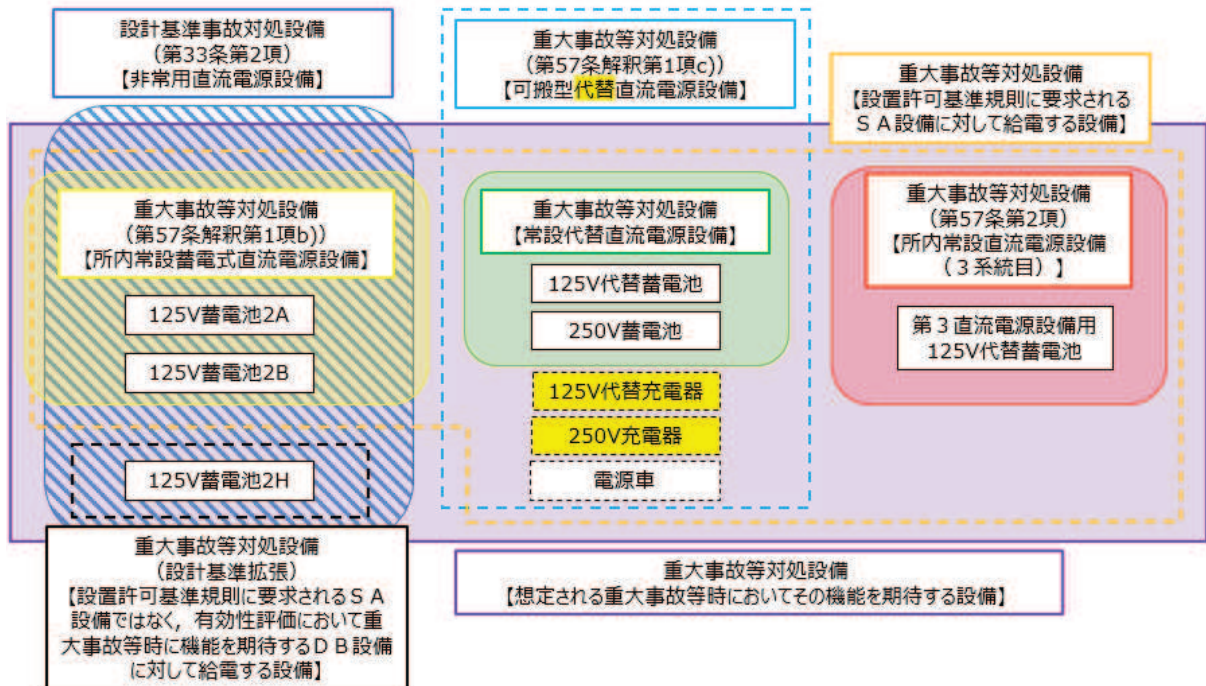 設計基準事故対処設備
（第33条第2項）
【非常用直流電源設備】
重大事故等対処設備
（第57条解釈第1項c)）
【可搬型代替直流電源設備】
重大事故等対処設備
【設置許可基準規則に要求される
ＳＡ設備に対して給電する設備】
重大事故等対処設備
（第57条解釈第1項b)）
【所内常設蓄電式直流電源設備】
125V蓄電池2A
125V蓄電池2B
125V蓄電池2H
重大事故等対処設備
【常設代替直流電源設備】
125V代替蓄電池
250V蓄電池
125V代替充電器
250V充電器
電源車
重大事故等対処設備
（第57条第2項）
【所内常設直流電源設備
（３系統目）】
第３直流電源設備用
125V代替蓄電池
重大事故等対処設備
（設計基準拡張）
【設置許可基準規則に要求されるＳＡ
設備ではなく，有効性評価において重
大事故等時に機能を期待するＤＢ設備
に対して給電する設備】
重大事故等対処設備
【想定される重大事故等時においてその機能を期待する設備】